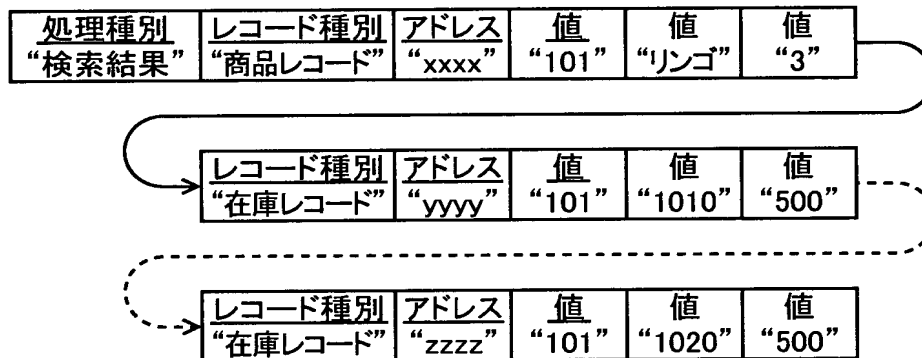 処理種別 レコード種別 アドレス 値 値 値
“検索結果” “商品レコード” “xxxx” “101” “リンゴ” “3”
レコード種別 アドレス 値 値 値
“在庫レコード” “yyyy” “101” “1010” “500”
レコード種別 アドレス 値 値 値
“在庫レコード” “zzzz” “101” “1020” “500”